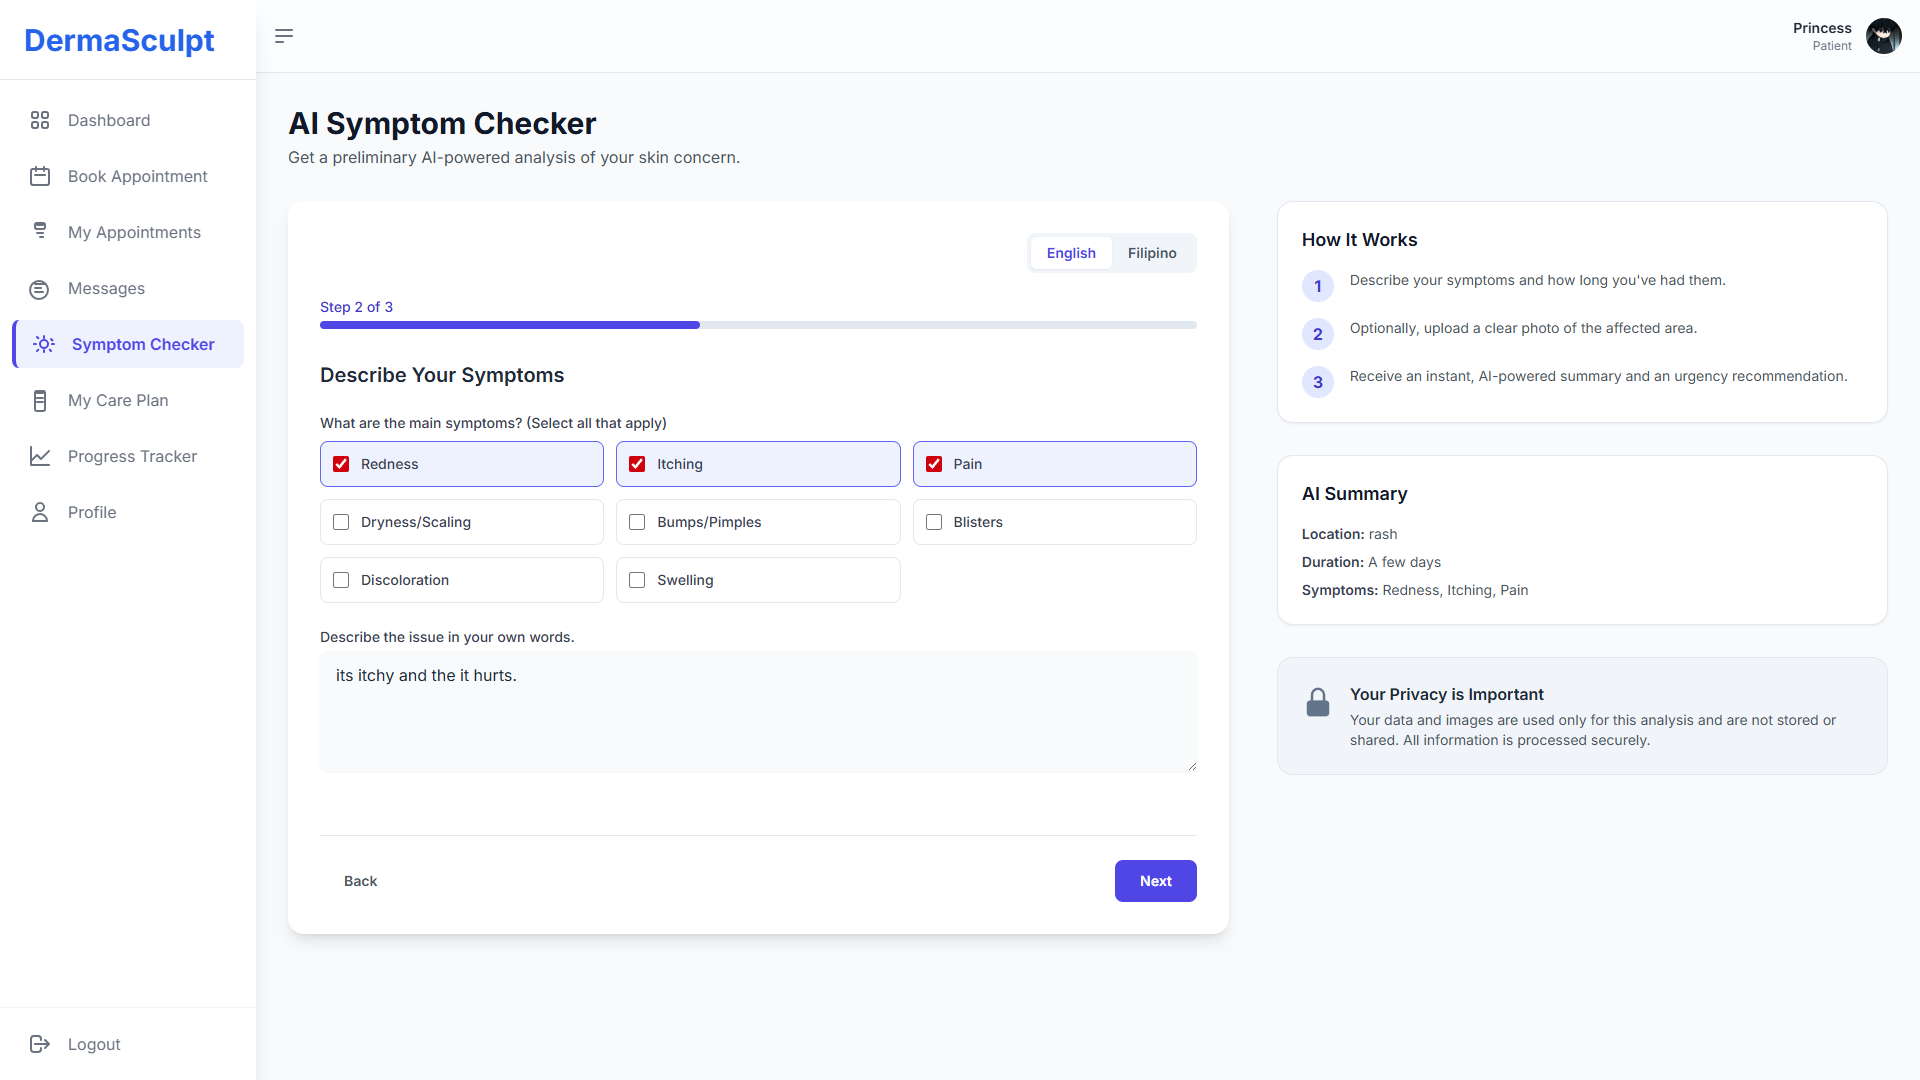 DermaSculpt
Princess
Patient
Dashboard
Book Appointment
My Appointments
Messages
Symptom Checker
My Care Plan
Progress Tracker
Profile
Logout
AI Symptom Checker
Get a preliminary AI-powered analysis of your skin concern.
English Filipino
Step 2 of 3
Describe Your Symptoms
What are the main symptoms? (Select all that apply)
Redness Itching Pain
Dryness/Scaling Bumps/Pimples Blisters
Discoloration Swelling
Describe the issue in your own words.
its itchy and the it hurts.
Back Next
How It Works
1 Describe your symptoms and how long you've had them.
2 Optionally, upload a clear photo of the affected area.
3 Receive an instant, AI-powered summary and an urgency recommendation.
AI Summary
Location: rash
Duration: A few days
Symptoms: Redness, Itching, Pain
Your Privacy is Important
Your data and images are used only for this analysis and are not stored or
shared. All information is processed securely.